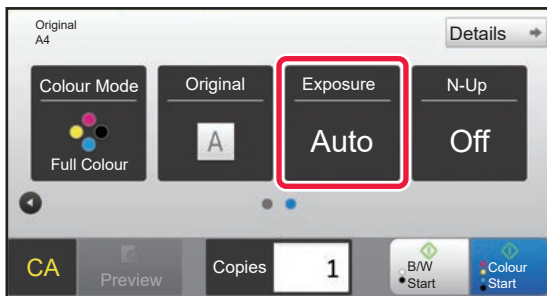 Original
A4
Details
Colour Mode
Full Colour
Original
A
Exposure
Auto
N-Up
Off
CA
Preview
Copies
1
B/W
Start
Colour
Start